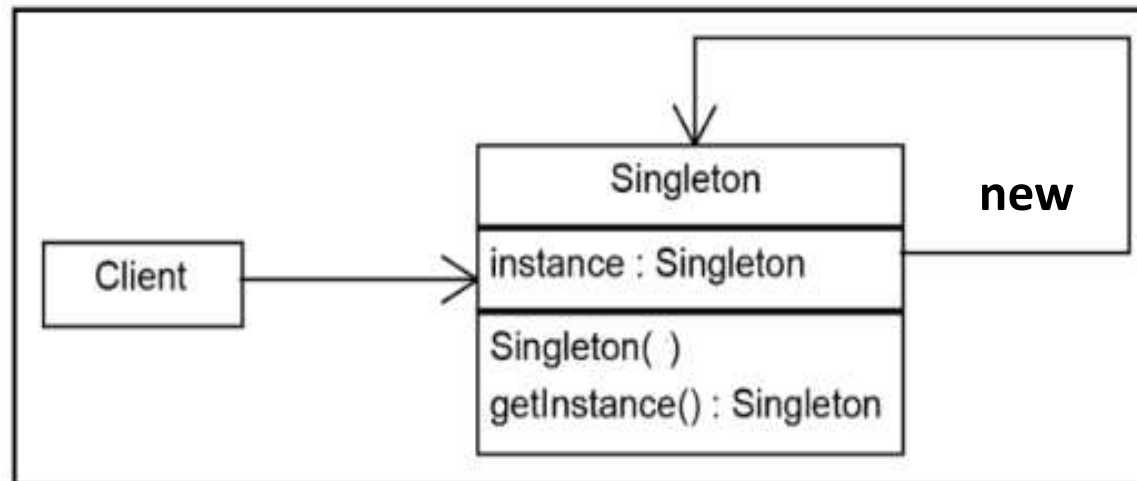 Singleton
new
instance : Singleton
Client
Singleton( )
getInstance() : Singleton